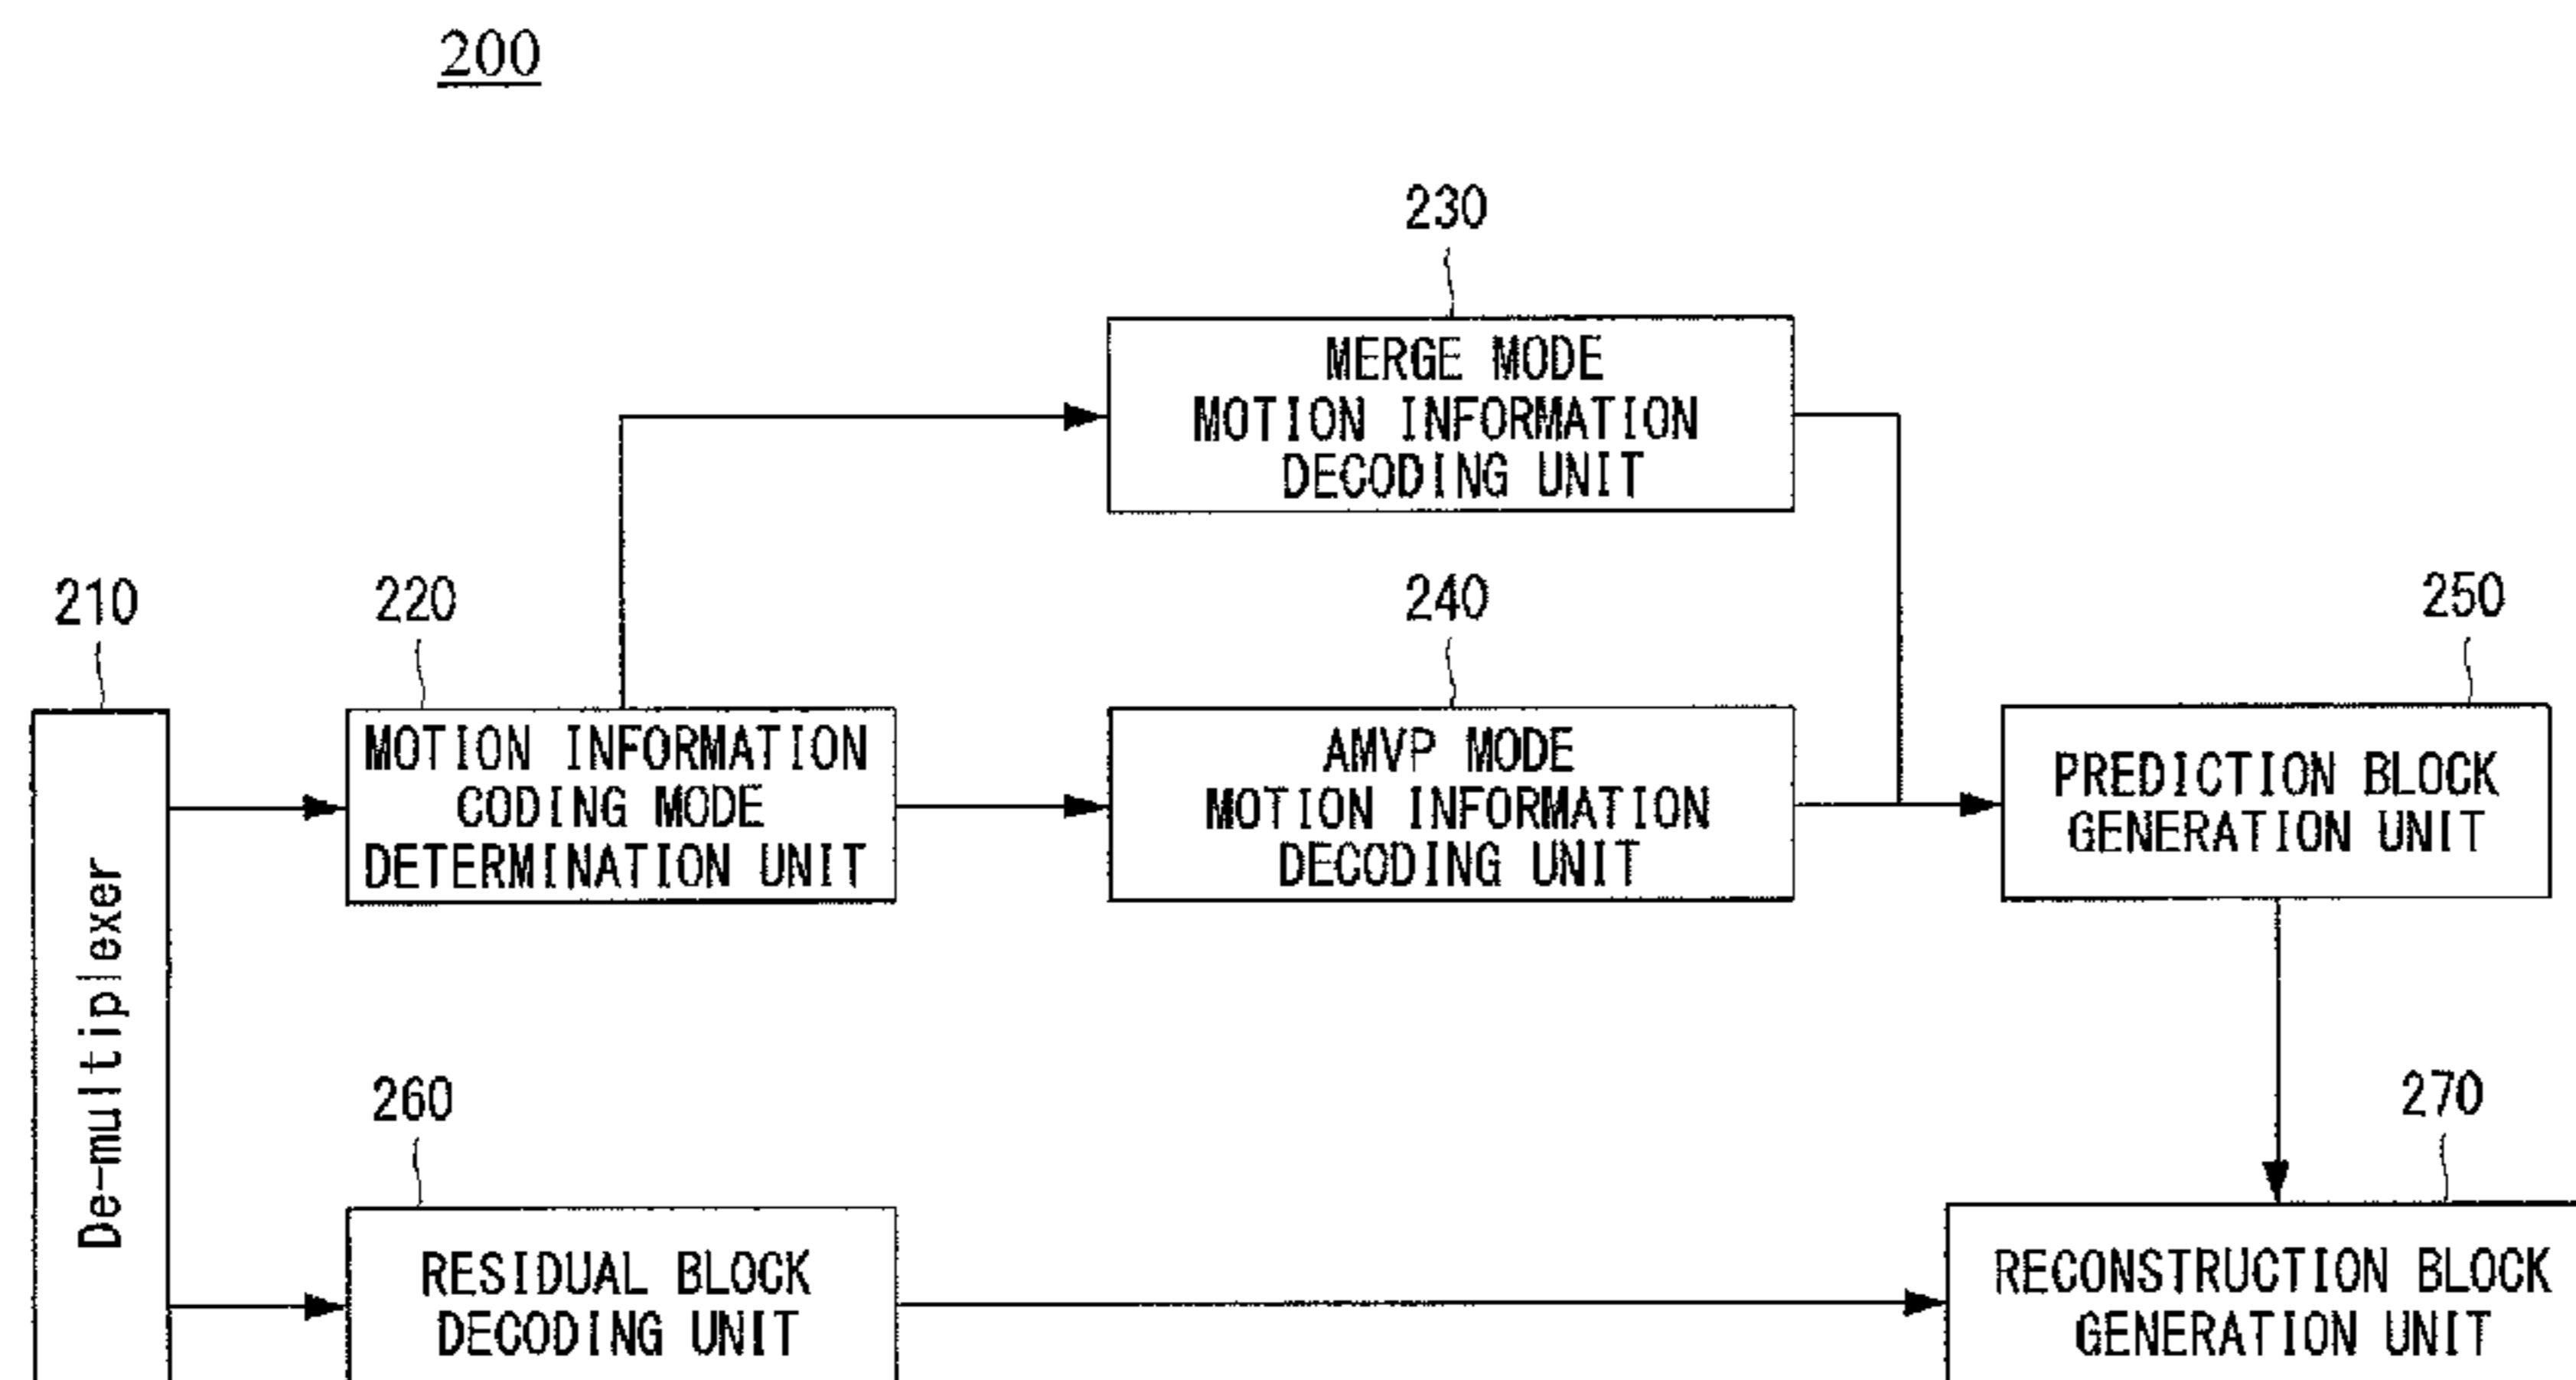 200
230
MERGE MODE
MOTION INFORMATION
DECODING UNIT
210
220
240
250
De-multiplexer
MOTION INFORMATION
CODING MODE
DETERMINATION UNIT
AMVP MODE
MOTION INFORMATION
DECODING UNIT
PREDICTION BLOCK
GENERATION UNIT
260
270
RESIDUAL BLOCK
DECODING UNIT
RECONSTRUCTION BLOCK
GENERATION UNIT